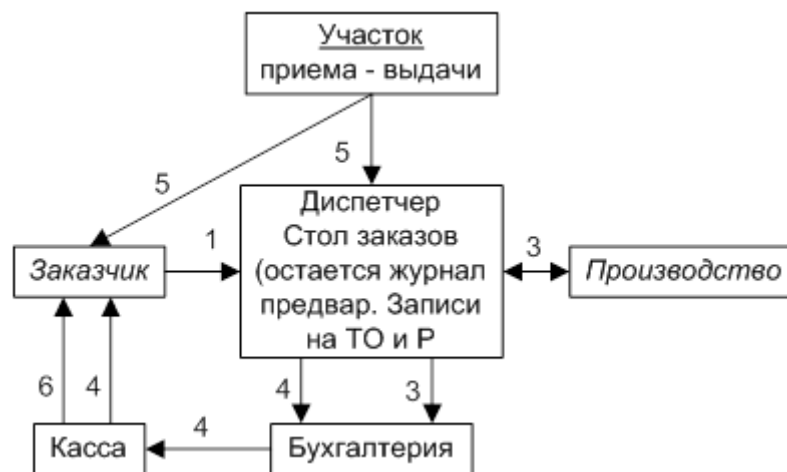 Участок
приема - выдачи
5
5
Диспетчер
Стол заказов
(остается журнал
предвар. Записи
на ТО и Р
1
3
Заказчик
Производство
6
4
4
3
4
Касса
Бухгалтерия